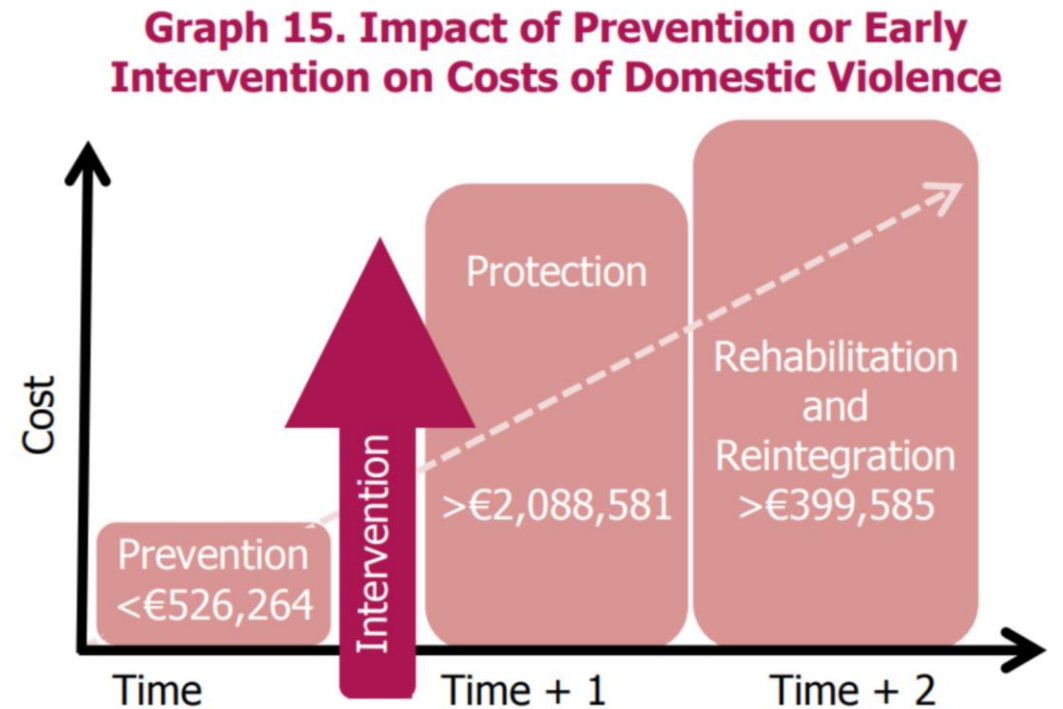 Graph 15. Impact of Prevention or Early
Intervention on Costs of Domestic Violence
Cost
Prevention
<€526,264
Intervention
Protection
>€2,088,581
Rehabilitation
and
Reintegration
>€399,585
Time
Time + 1
Time + 2